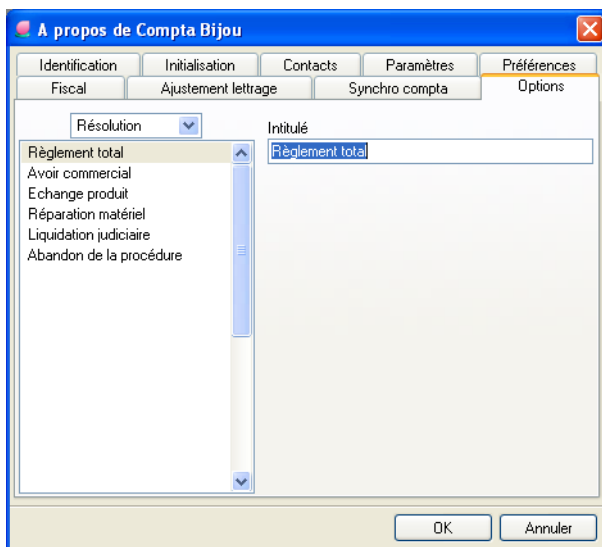 A propos de Compta Bijou
Identification Initialisation Contacts Paramètres Préférences
Fiscal Ajustement lettrage Synchro compta Options
Résolution
Intitulé
Règlement total
Règlement total
Avoir commercial
Echange produit
Réparation matériel
Liquidation judiciaire
Abandon de la procédure
OK Annuler